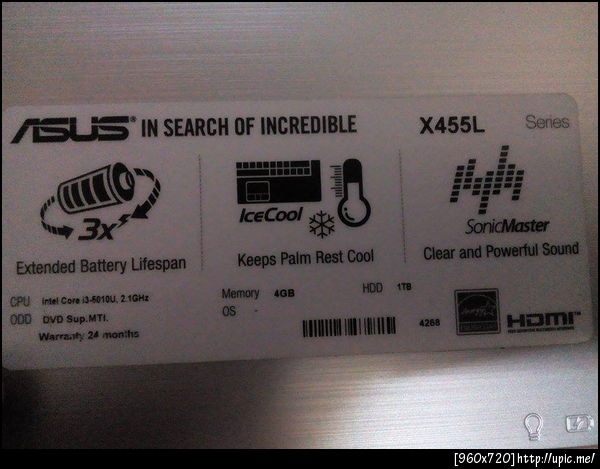 ASUS® IN SEARCH OF INCREDIBLE X455L Series
3x
IceCool
SonicMaster
Extended Battery Lifespan
Keeps Palm Rest Cool
Clear and Powerful Sound
CPU Intel Core i3-5010U, 2.1GHz
ODD DVD Sup.MTI.
Warranty 24 months
Memory 4GB HDD 1TB
OS -
4268
HDMI™
[960x720]http://upic.me/